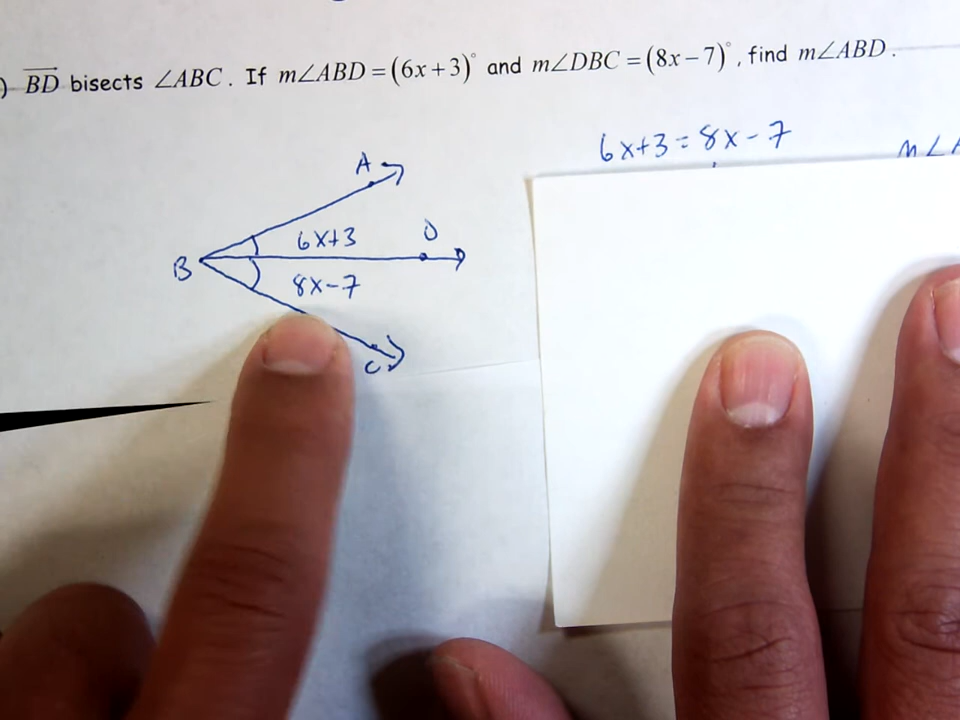 ) BD bisects ∠ABC. If m∠ABD = (6x+3)° and m∠DBC = (8x−7)°, find m∠ABD.
6x+3 = 8x−7
m∠
A
6x+3
D
B
8x−7
C